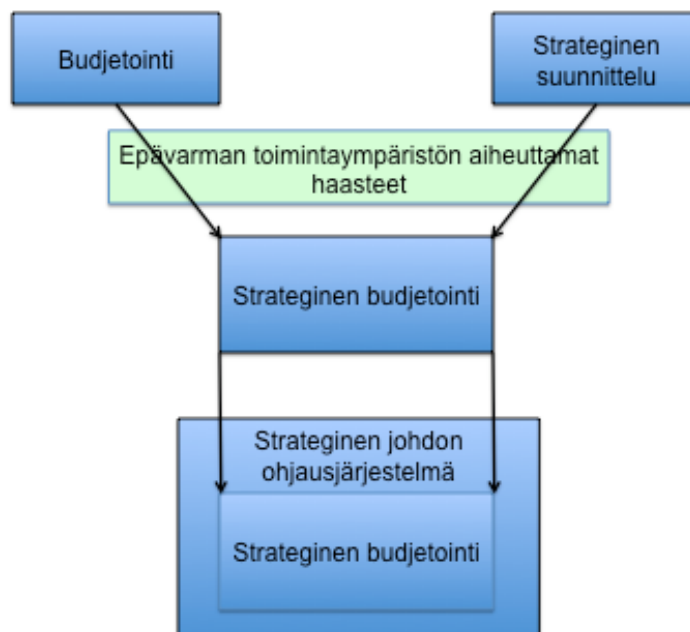 Budjetointi
Strateginen
suunnittelu
Epävarman toimintaympäristön aiheuttamat
haasteet
Strateginen budjetointi
Strateginen johdon
ohjausjärjestelmä
Strateginen budjetointi